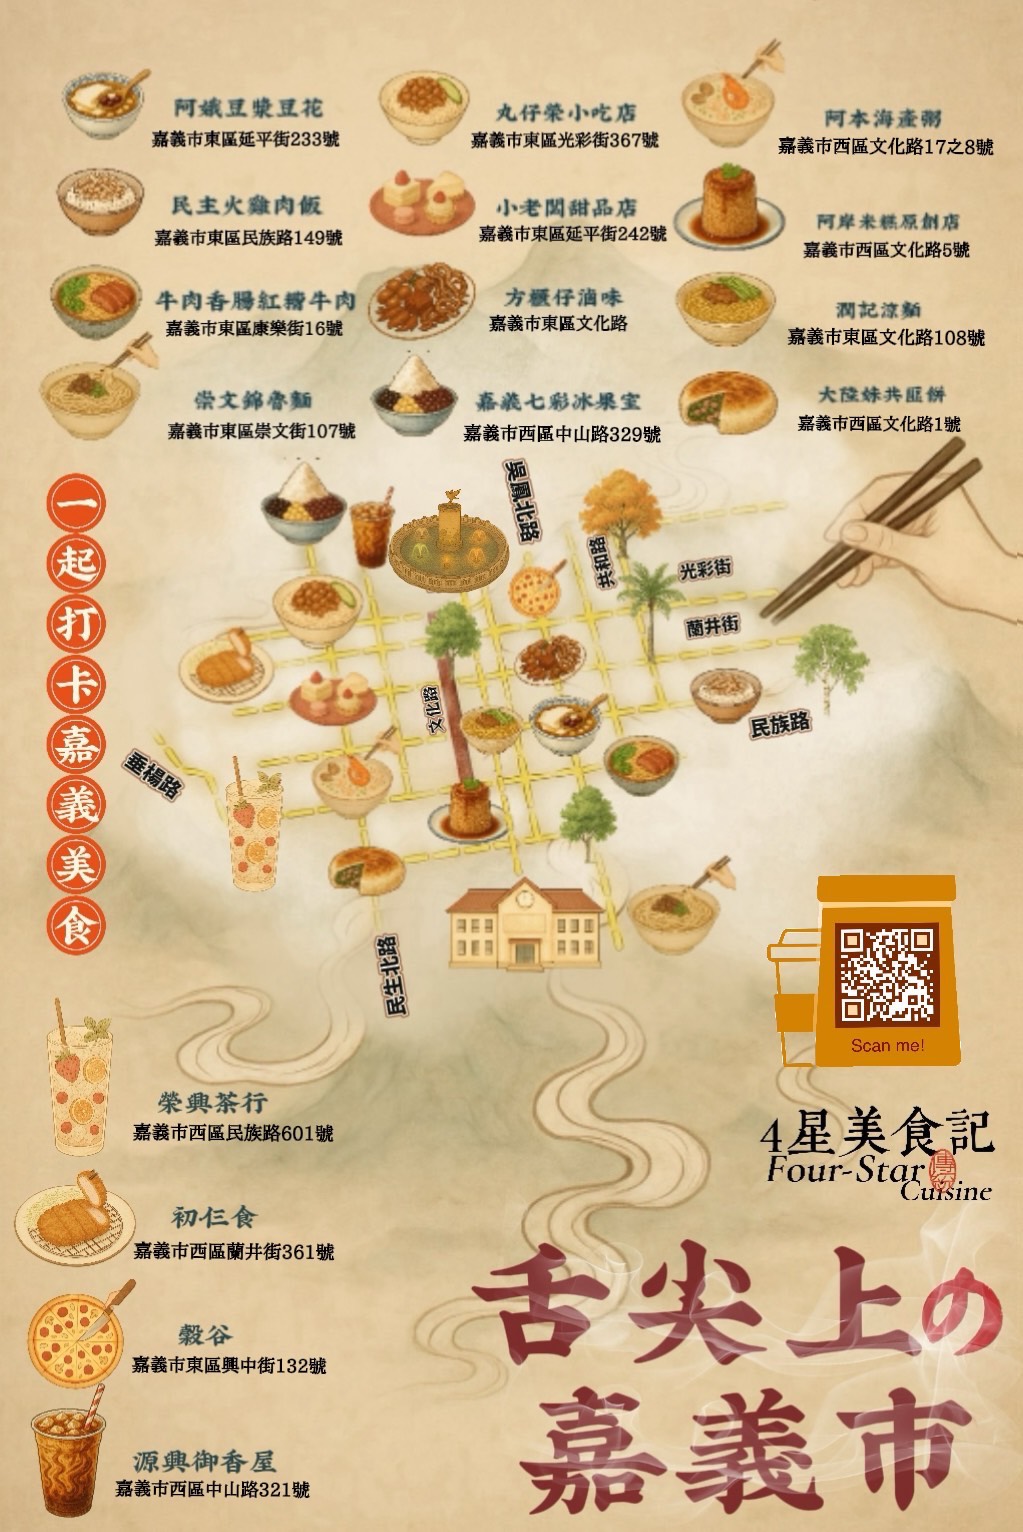 阿娥豆漿豆花
嘉義市東區延平街233號
丸仔榮小吃店
嘉義市東區光彩街367號
阿本海產粥
嘉義市西區文化路17之8號
民主火雞肉飯
嘉義市東區民族路149號
小老闆甜品店
嘉義市東區延平街242號
阿岸米糕原創店
嘉義市西區文化路5號
牛肉香腸紅糟牛肉
嘉義市東區康樂街16號
方櫃仔滷味
嘉義市東區文化路
潤記涼麵
嘉義市東區文化路108號
崇文錦魯麵
嘉義市東區崇文街107號
嘉義七彩冰果室
嘉義市西區中山路329號
大陸妹共匪餅
嘉義市西區文化路1號
一起打卡嘉義美食
吳鳳北路
共和路
光彩街
蘭井街
文化路
民族路
垂楊路
民生北路
Scan me!
榮興茶行
嘉義市西區民族路601號
初仨食
嘉義市西區蘭井街361號
穀谷
嘉義市東區興中街132號
源興御香屋
嘉義市西區中山路321號
4星美食記
Four-Star
Cuisine
舌尖上の
嘉義市